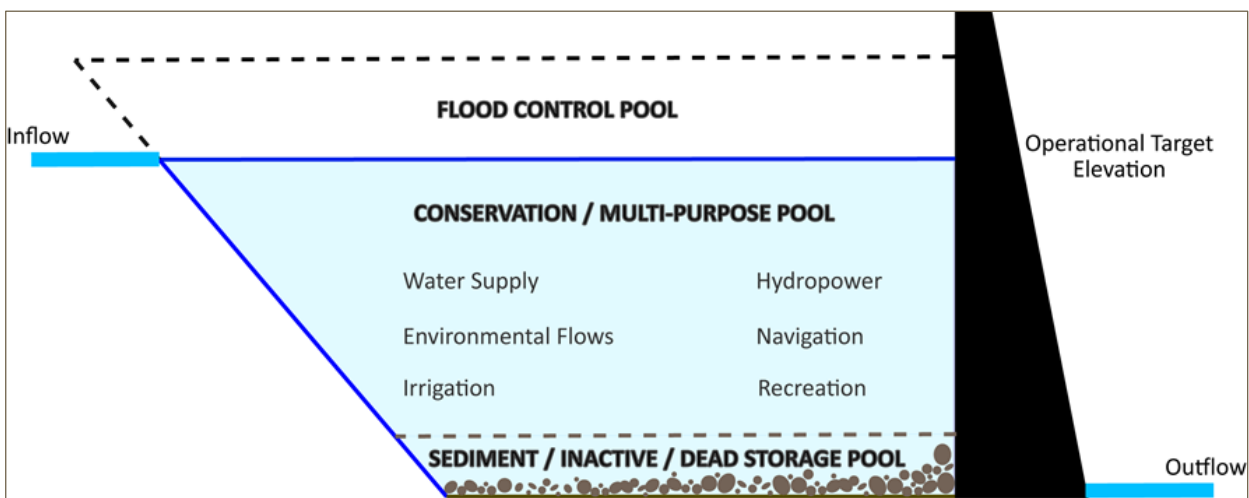 FLOOD CONTROL POOL
Inflow
Operational Target
Elevation
CONSERVATION / MULTI-PURPOSE POOL
Water Supply
Hydropower
Environmental Flows
Navigation
Irrigation
Recreation
SEDIMENT / INACTIVE / DEAD STORAGE POOL
Outflow